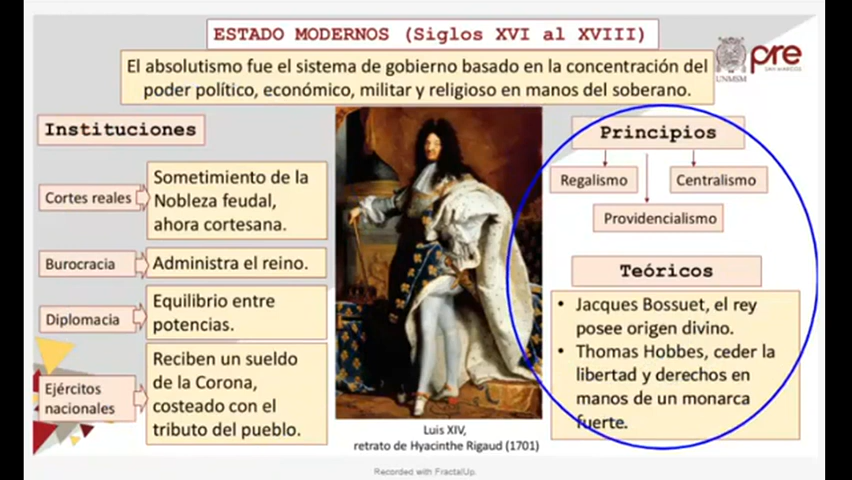 ESTADO MODERNOS (Siglos XVI al XVIII)
UNMSM
pre
SAN MARCOS
El absolutismo fue el sistema de gobierno basado en la concentración del
poder político, económico, militar y religioso en manos del soberano.
Instituciones
Cortes reales
Sometimiento de la
Nobleza feudal,
ahora cortesana.
Burocracia
Administra el reino.
Diplomacia
Equilibrio entre
potencias.
Ejércitos
nacionales
Reciben un sueldo
de la Corona,
costeado con el
tributo del pueblo.
Luis XIV,
retrato de Hyacinthe Rigaud (1701)
Principios
Regalismo
Centralismo
Providencialismo
Teóricos
• Jacques Bossuet, el rey
posee origen divino.
• Thomas Hobbes, ceder la
libertad y derechos en
manos de un monarca
fuerte.
Recorded with FractalUp.